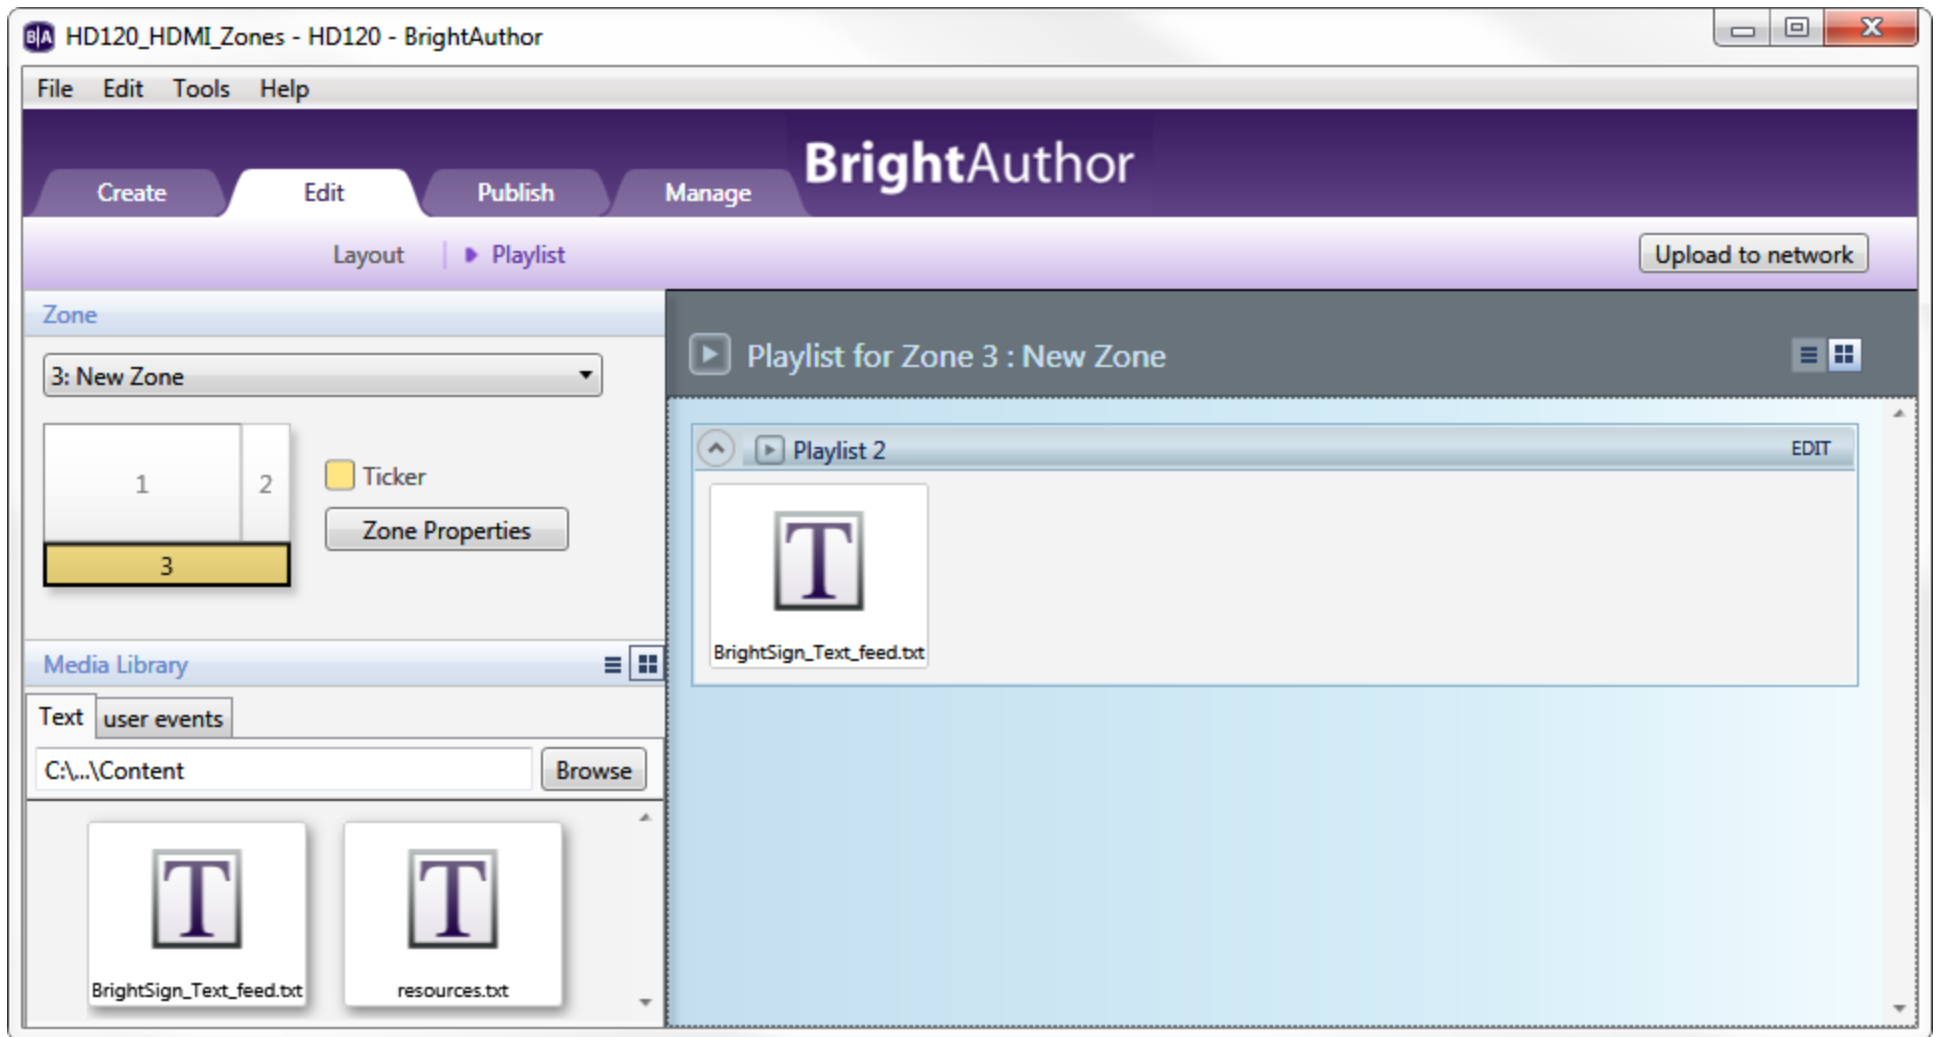 B|A HD120_HDMI_Zones - HD120 - BrightAuthor
File Edit Tools Help
BrightAuthor
Create Edit Publish Manage
Layout Playlist Upload to network
Zone
3: New Zone
1 2
3
Ticker
Zone Properties
Media Library
Text user events
C:\...\Content Browse
T T
BrightSign_Text_feed.txt resources.txt
Playlist for Zone 3 : New Zone
Playlist 2 EDIT
T
BrightSign_Text_feed.txt